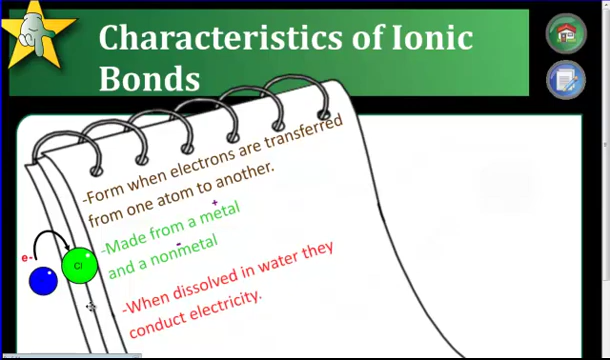 Characteristics of Ionic
Bonds
-Form when electrons are transferred
from one atom to another.
+
-Made from a metal
-
and a nonmetal
e-
Cl
-When dissolved in water they
conduct electricity.